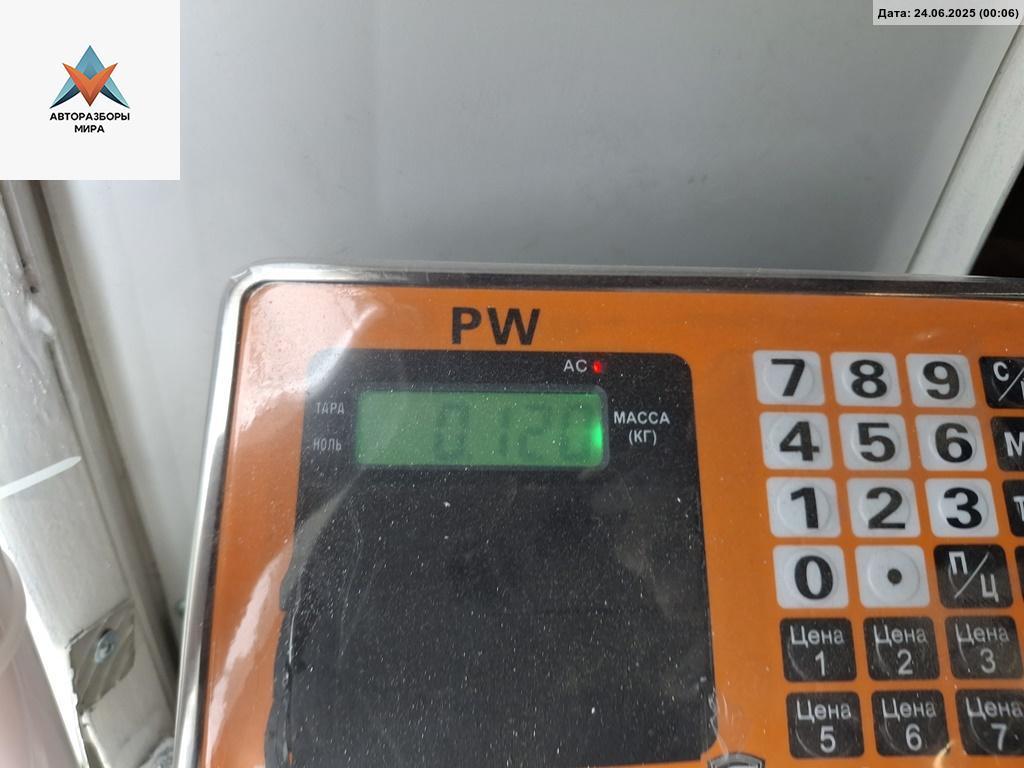 Дата: 24.06.2025 (00:06)
АВТОРАЗБОРЫ
МИРА
PW
AC
ТАРА
НОЛЬ
0.120
МАССА
(КГ)
7 8 9 С/
4 5 6 М
1 2 3 Т
0 . П/Ц
Цена 1 Цена 2 Цена 3
Цена 5 Цена 6 Цена 7